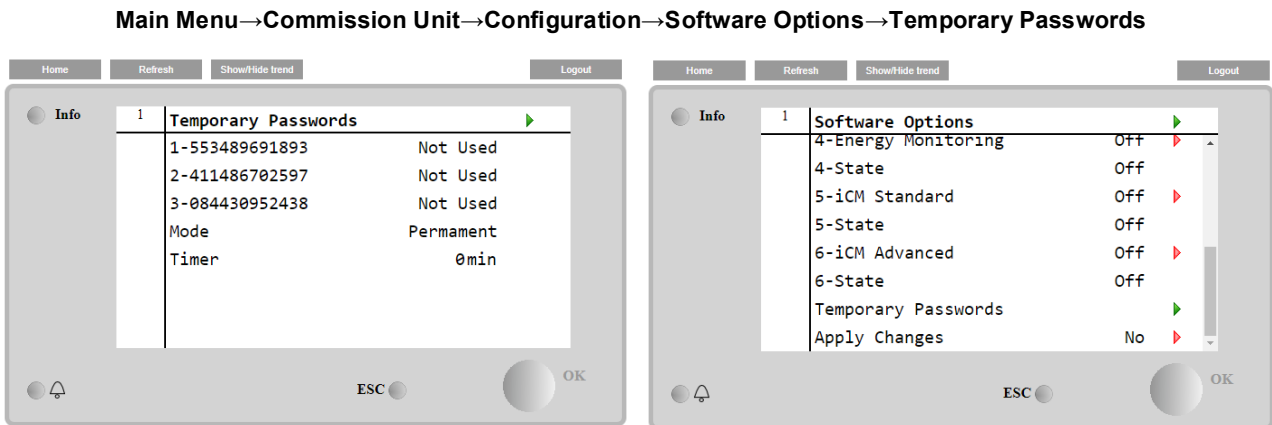 Main Menu→Commission Unit→Configuration→Software Options→Temporary Passwords
Home Refresh Show/Hide trend Logout
Info
1 Temporary Passwords
1-553489691893 Not Used
2-411486702597 Not Used
3-084430952438 Not Used
Mode Permament
Timer 0min
ESC
OK
Home Refresh Show/Hide trend Logout
Info
1 Software Options
4-Energy Monitoring Off
4-State Off
5-iCM Standard Off
5-State Off
6-iCM Advanced Off
6-State Off
Temporary Passwords
Apply Changes No
ESC
OK